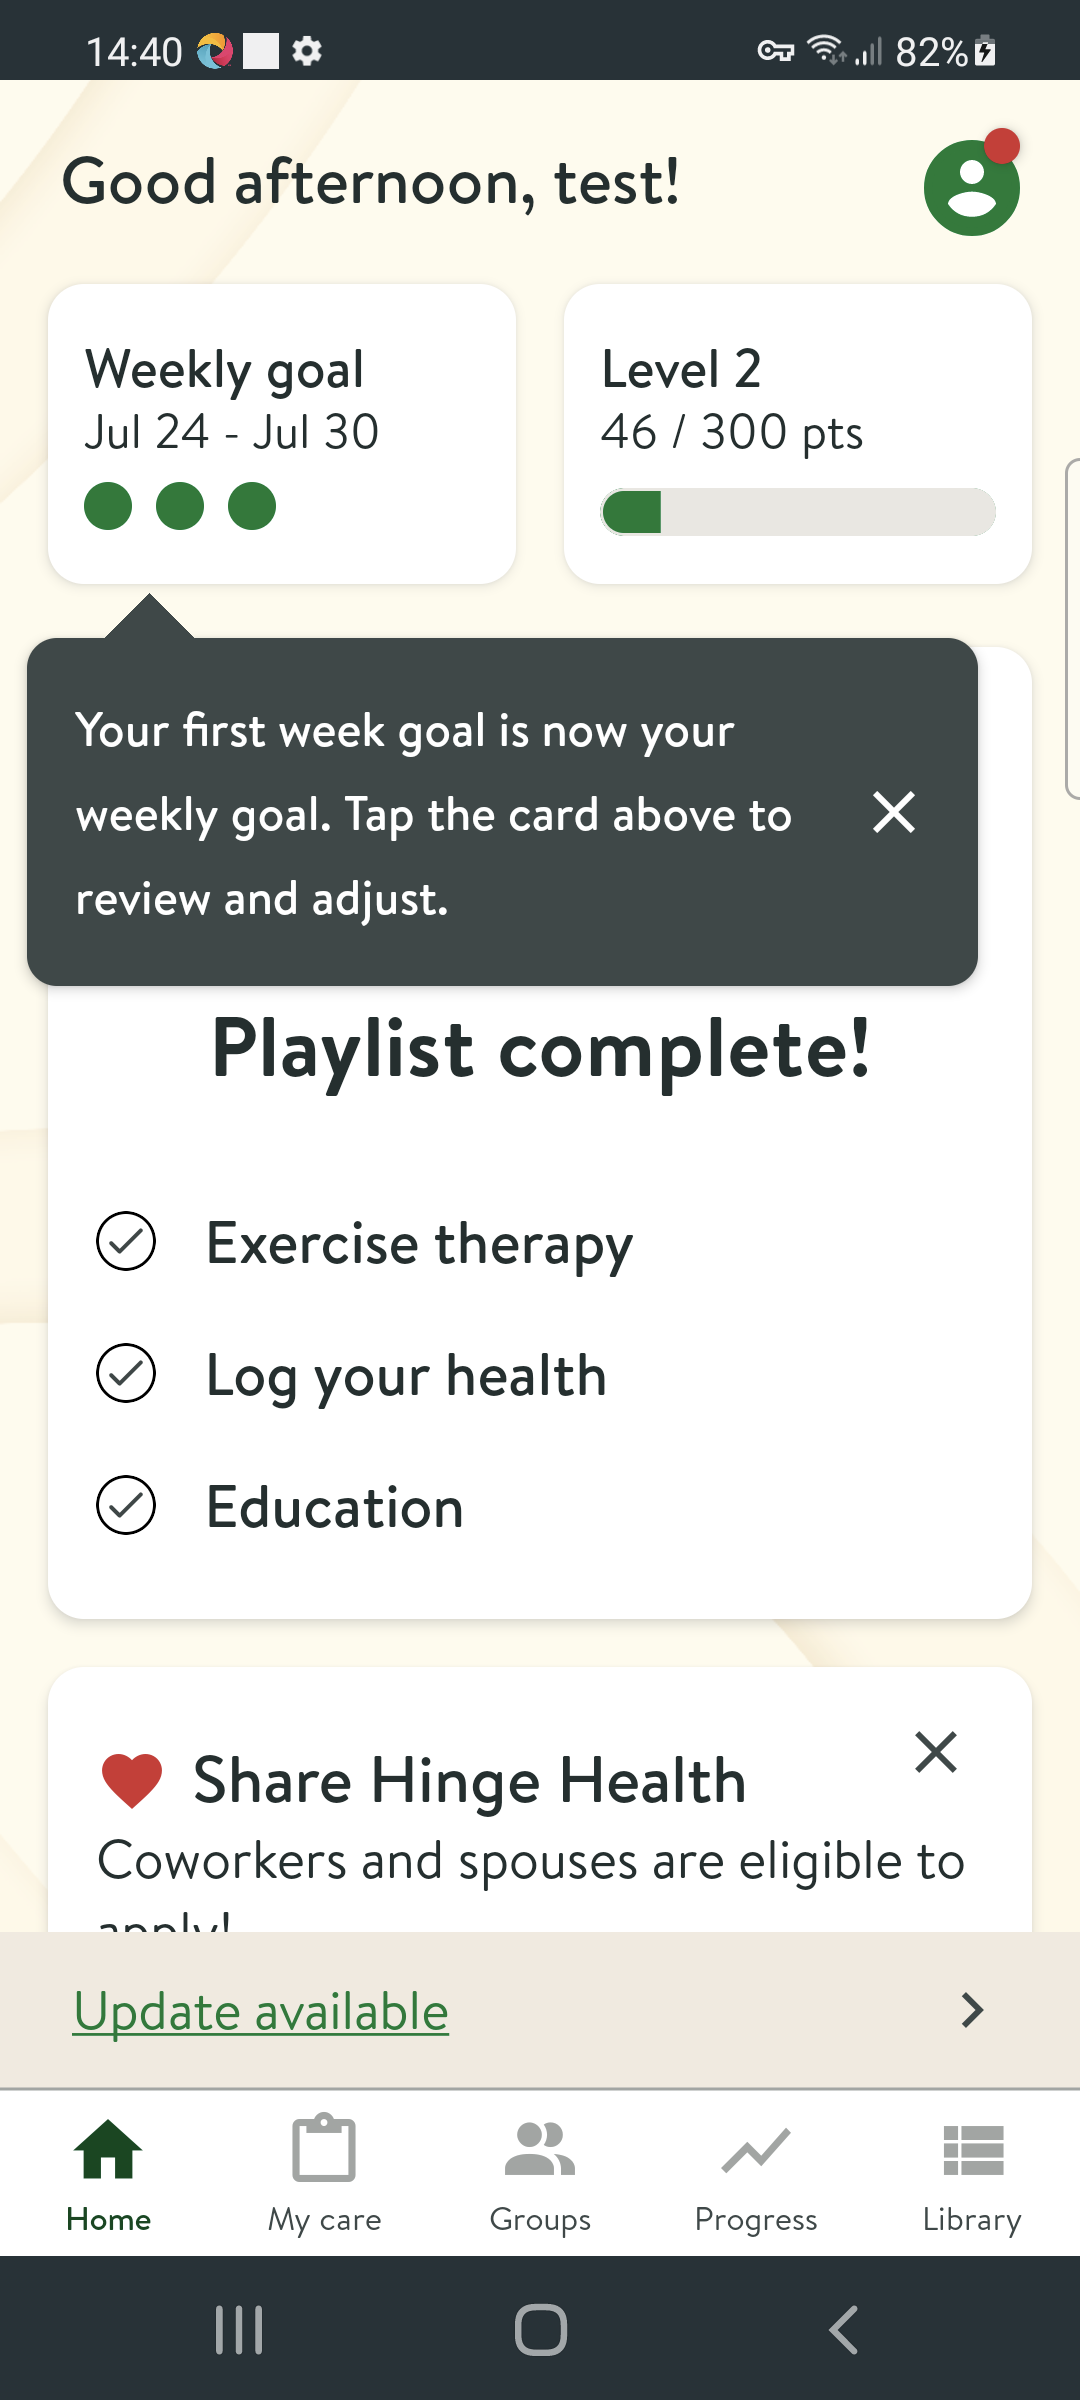 14:40
82%
Good afternoon, test!
Weekly goal
Jul 24 - Jul 30
Level 2
46 / 300 pts
Your first week goal is now your
weekly goal. Tap the card above to
review and adjust.
Playlist complete!
Exercise therapy
Log your health
Education
Share Hinge Health
Coworkers and spouses are eligible to
apply!
Update available
Home
My care
Groups
Progress
Library